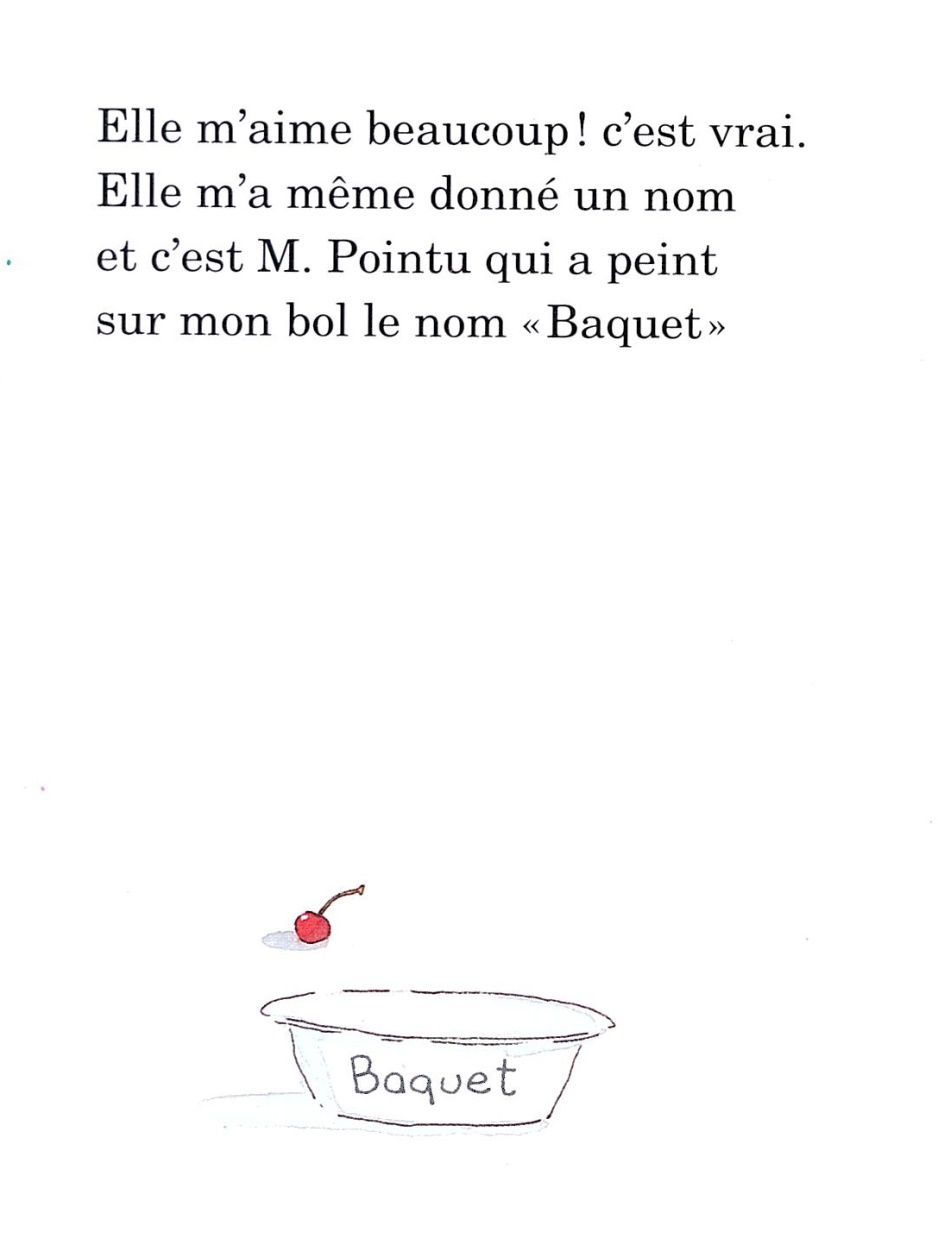 Elle m’aime beaucoup! c’est vrai.
Elle m’a même donné un nom
et c’est M. Pointu qui a peint
sur mon bol le nom «Baquet»
Baquet